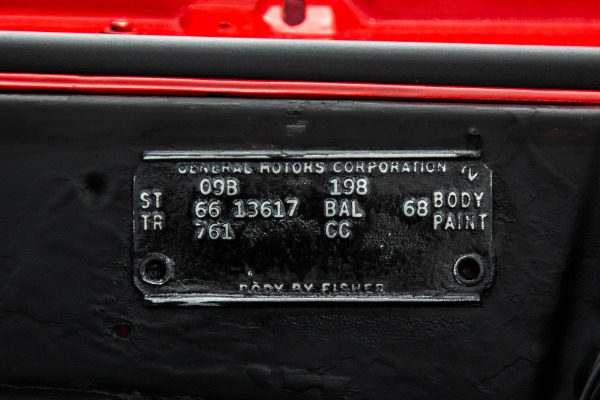 GENERAL MOTORS CORPORATION
09B 198
ST 66 13617 BAL 68 BODY
TR 761 CC PAINT
BODY BY FISHER